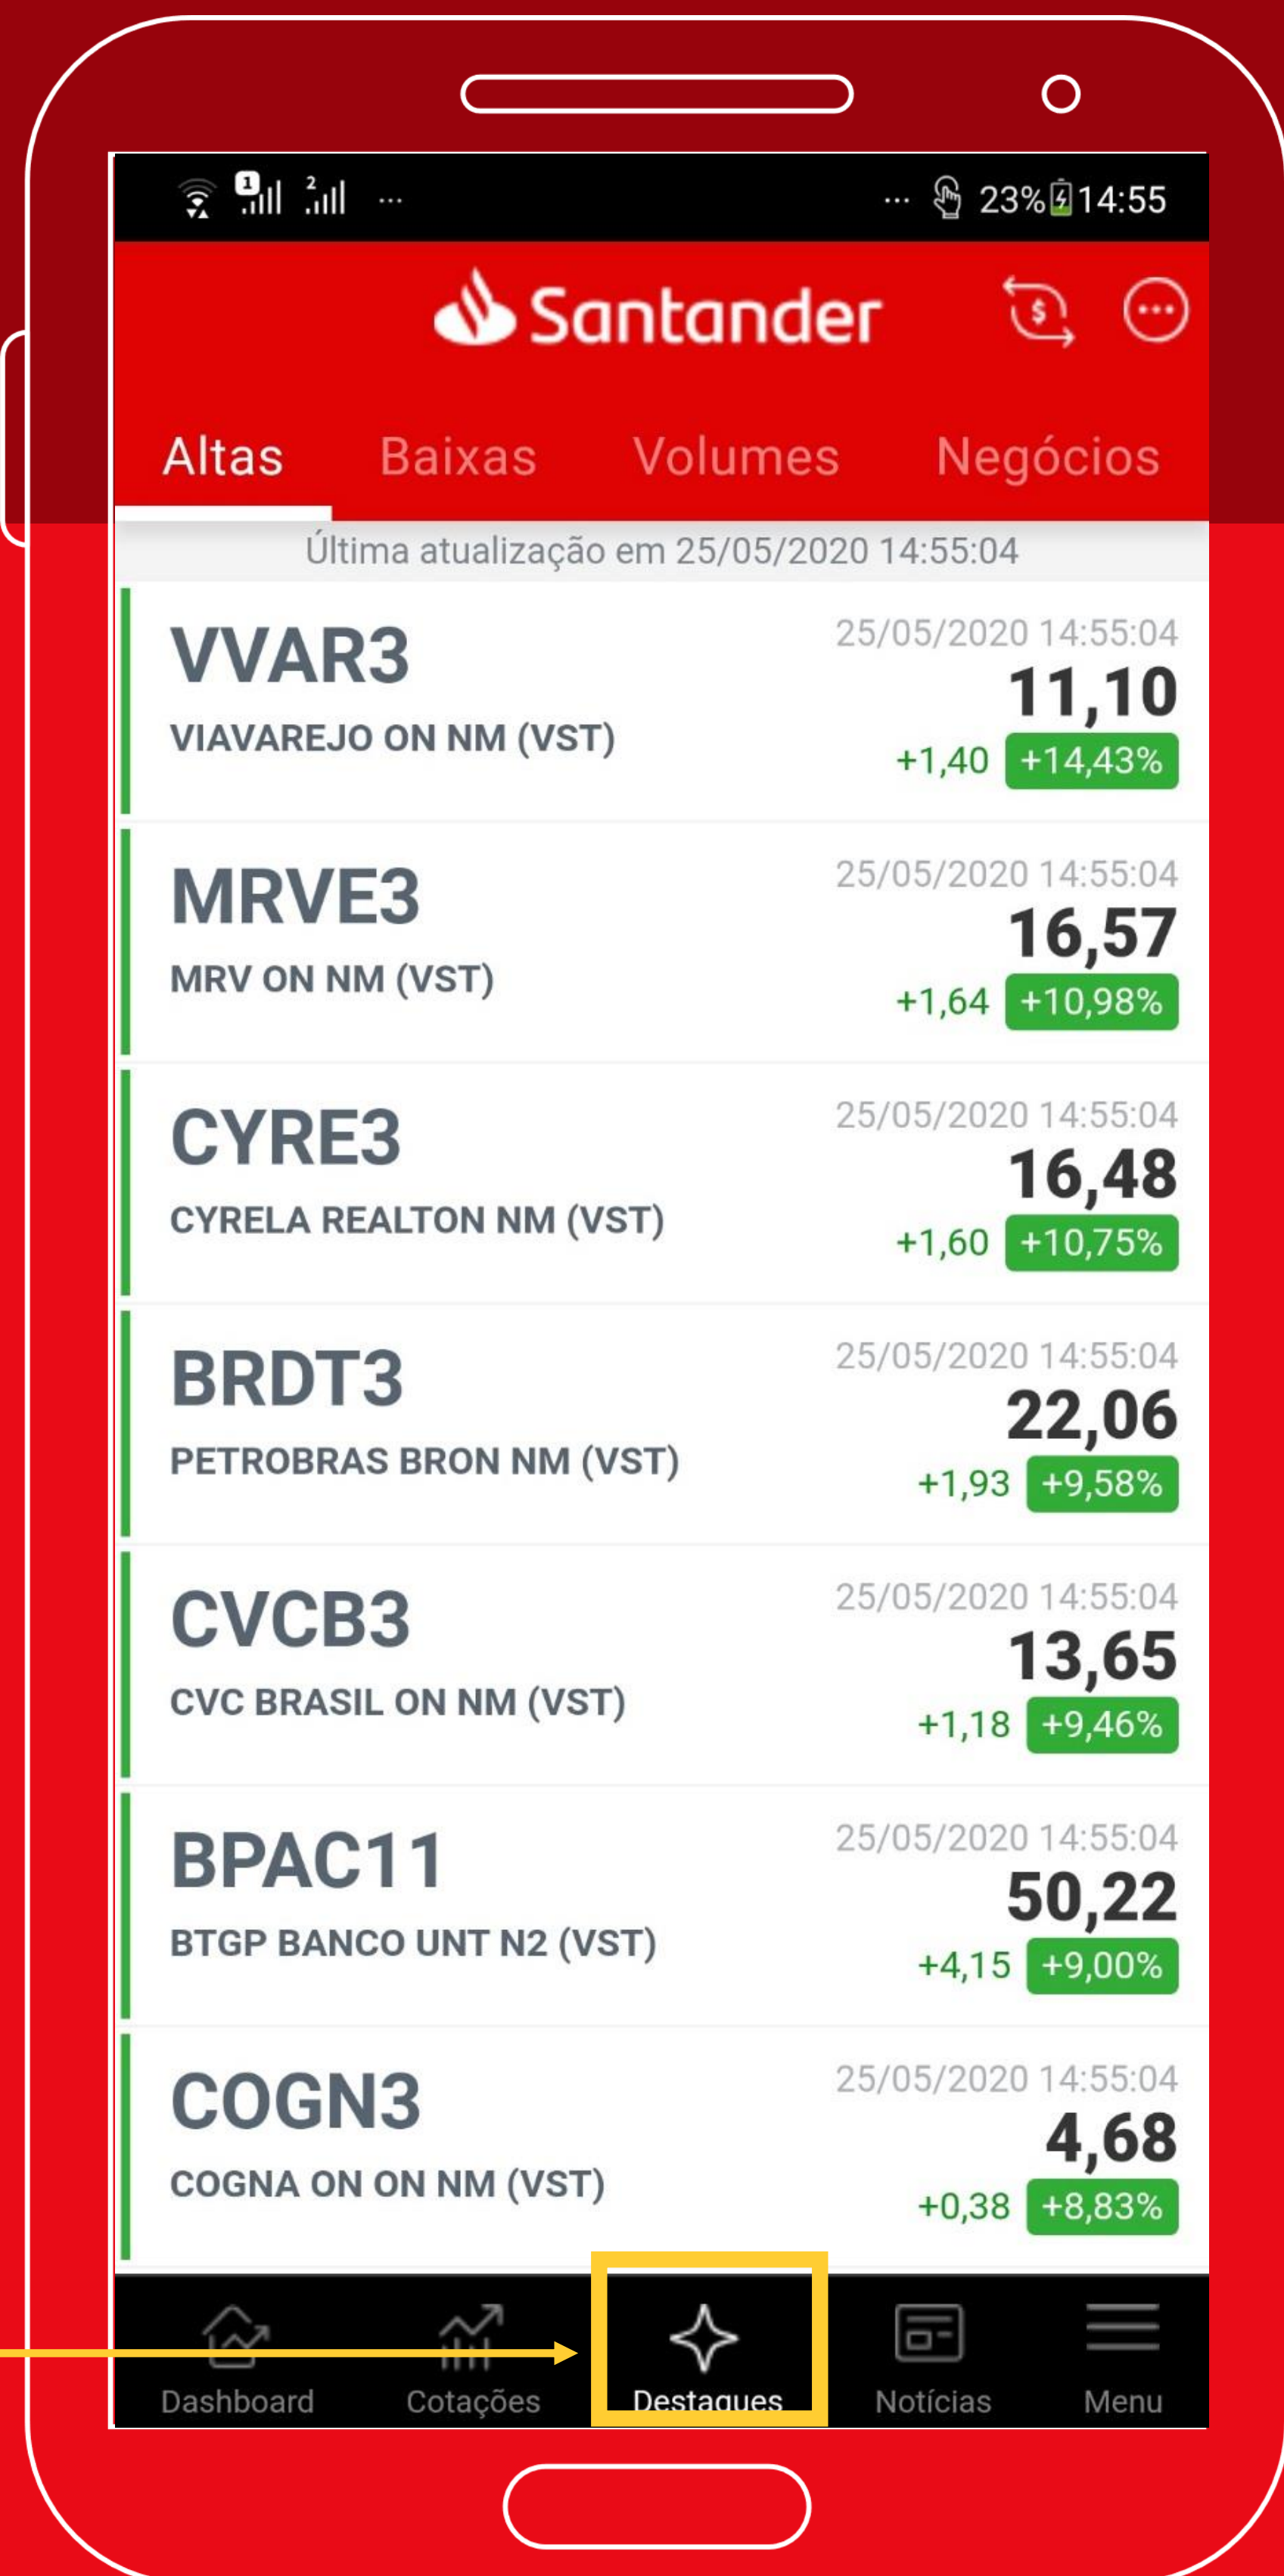 1 2 ... ... 23% 14:55
Santander $
Altas Baixas Volumes Negócios
Última atualização em 25/05/2020 14:55:04
VVAR3 25/05/2020 14:55:04
11,10
VIAVAREJO ON NM (VST)
+1,40 +14,43%
MRVE3 25/05/2020 14:55:04
16,57
MRV ON NM (VST)
+1,64 +10,98%
CYRE3 25/05/2020 14:55:04
16,48
CYRELA REALTON NM (VST)
+1,60 +10,75%
BRDT3 25/05/2020 14:55:04
22,06
PETROBRAS BRON NM (VST)
+1,93 +9,58%
CVCB3 25/05/2020 14:55:04
13,65
CVC BRASIL ON NM (VST)
+1,18 +9,46%
BPAC11 25/05/2020 14:55:04
50,22
BTGP BANCO UNT N2 (VST)
+4,15 +9,00%
COGN3 25/05/2020 14:55:04
4,68
COGNA ON ON NM (VST)
+0,38 +8,83%
Dashboard Cotações Destaques Notícias Menu